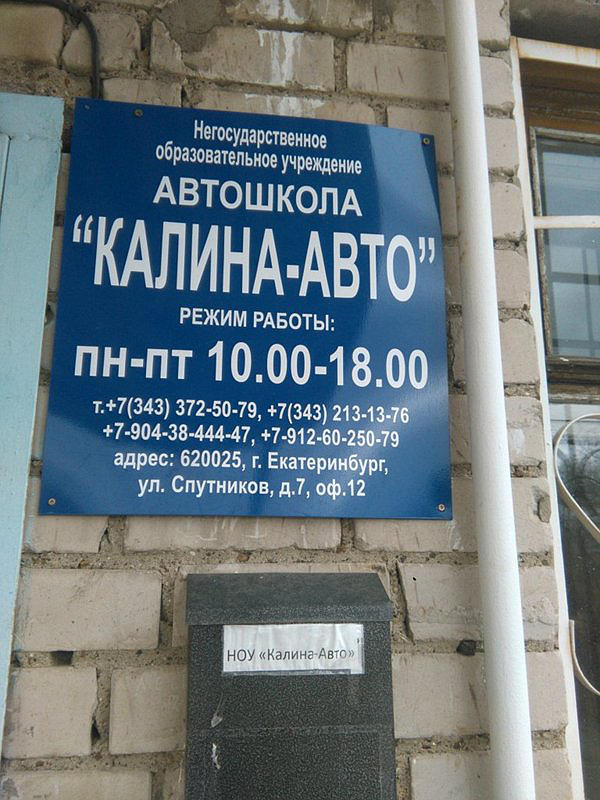 Негосударственное
образовательное учреждение
АВТОШКОЛА
“КАЛИНА-АВТО”
РЕЖИМ РАБОТЫ:
пн-пт 10.00-18.00
т.+7(343) 372-50-79, +7(343) 213-13-76
+7-904-38-444-47, +7-912-60-250-79
адрес: 620025, г. Екатеринбург,
ул. Спутников, д.7, оф.12
НОУ «Калина-Авто»